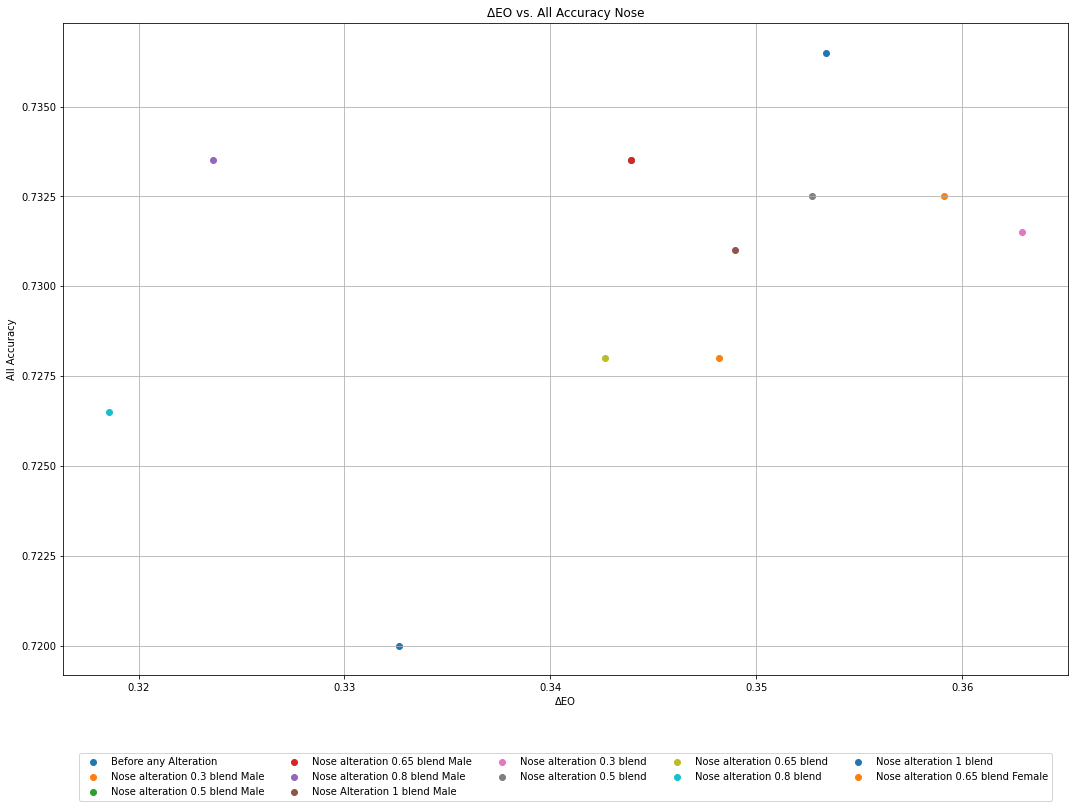 ΔEO vs. All Accuracy Nose
0.7350
0.7325
0.7300
0.7275
0.7250
0.7225
0.7200
All Accuracy
0.32 0.33 0.34 0.35 0.36
ΔEO
Before any Alteration Nose alteration 0.65 blend Male Nose alteration 0.3 blend Nose alteration 0.65 blend Nose alteration 1 blend
Nose alteration 0.3 blend Male Nose alteration 0.8 blend Male Nose alteration 0.5 blend Nose alteration 0.8 blend Nose alteration 0.65 blend Female
Nose alteration 0.5 blend Male Nose Alteration 1 blend Male